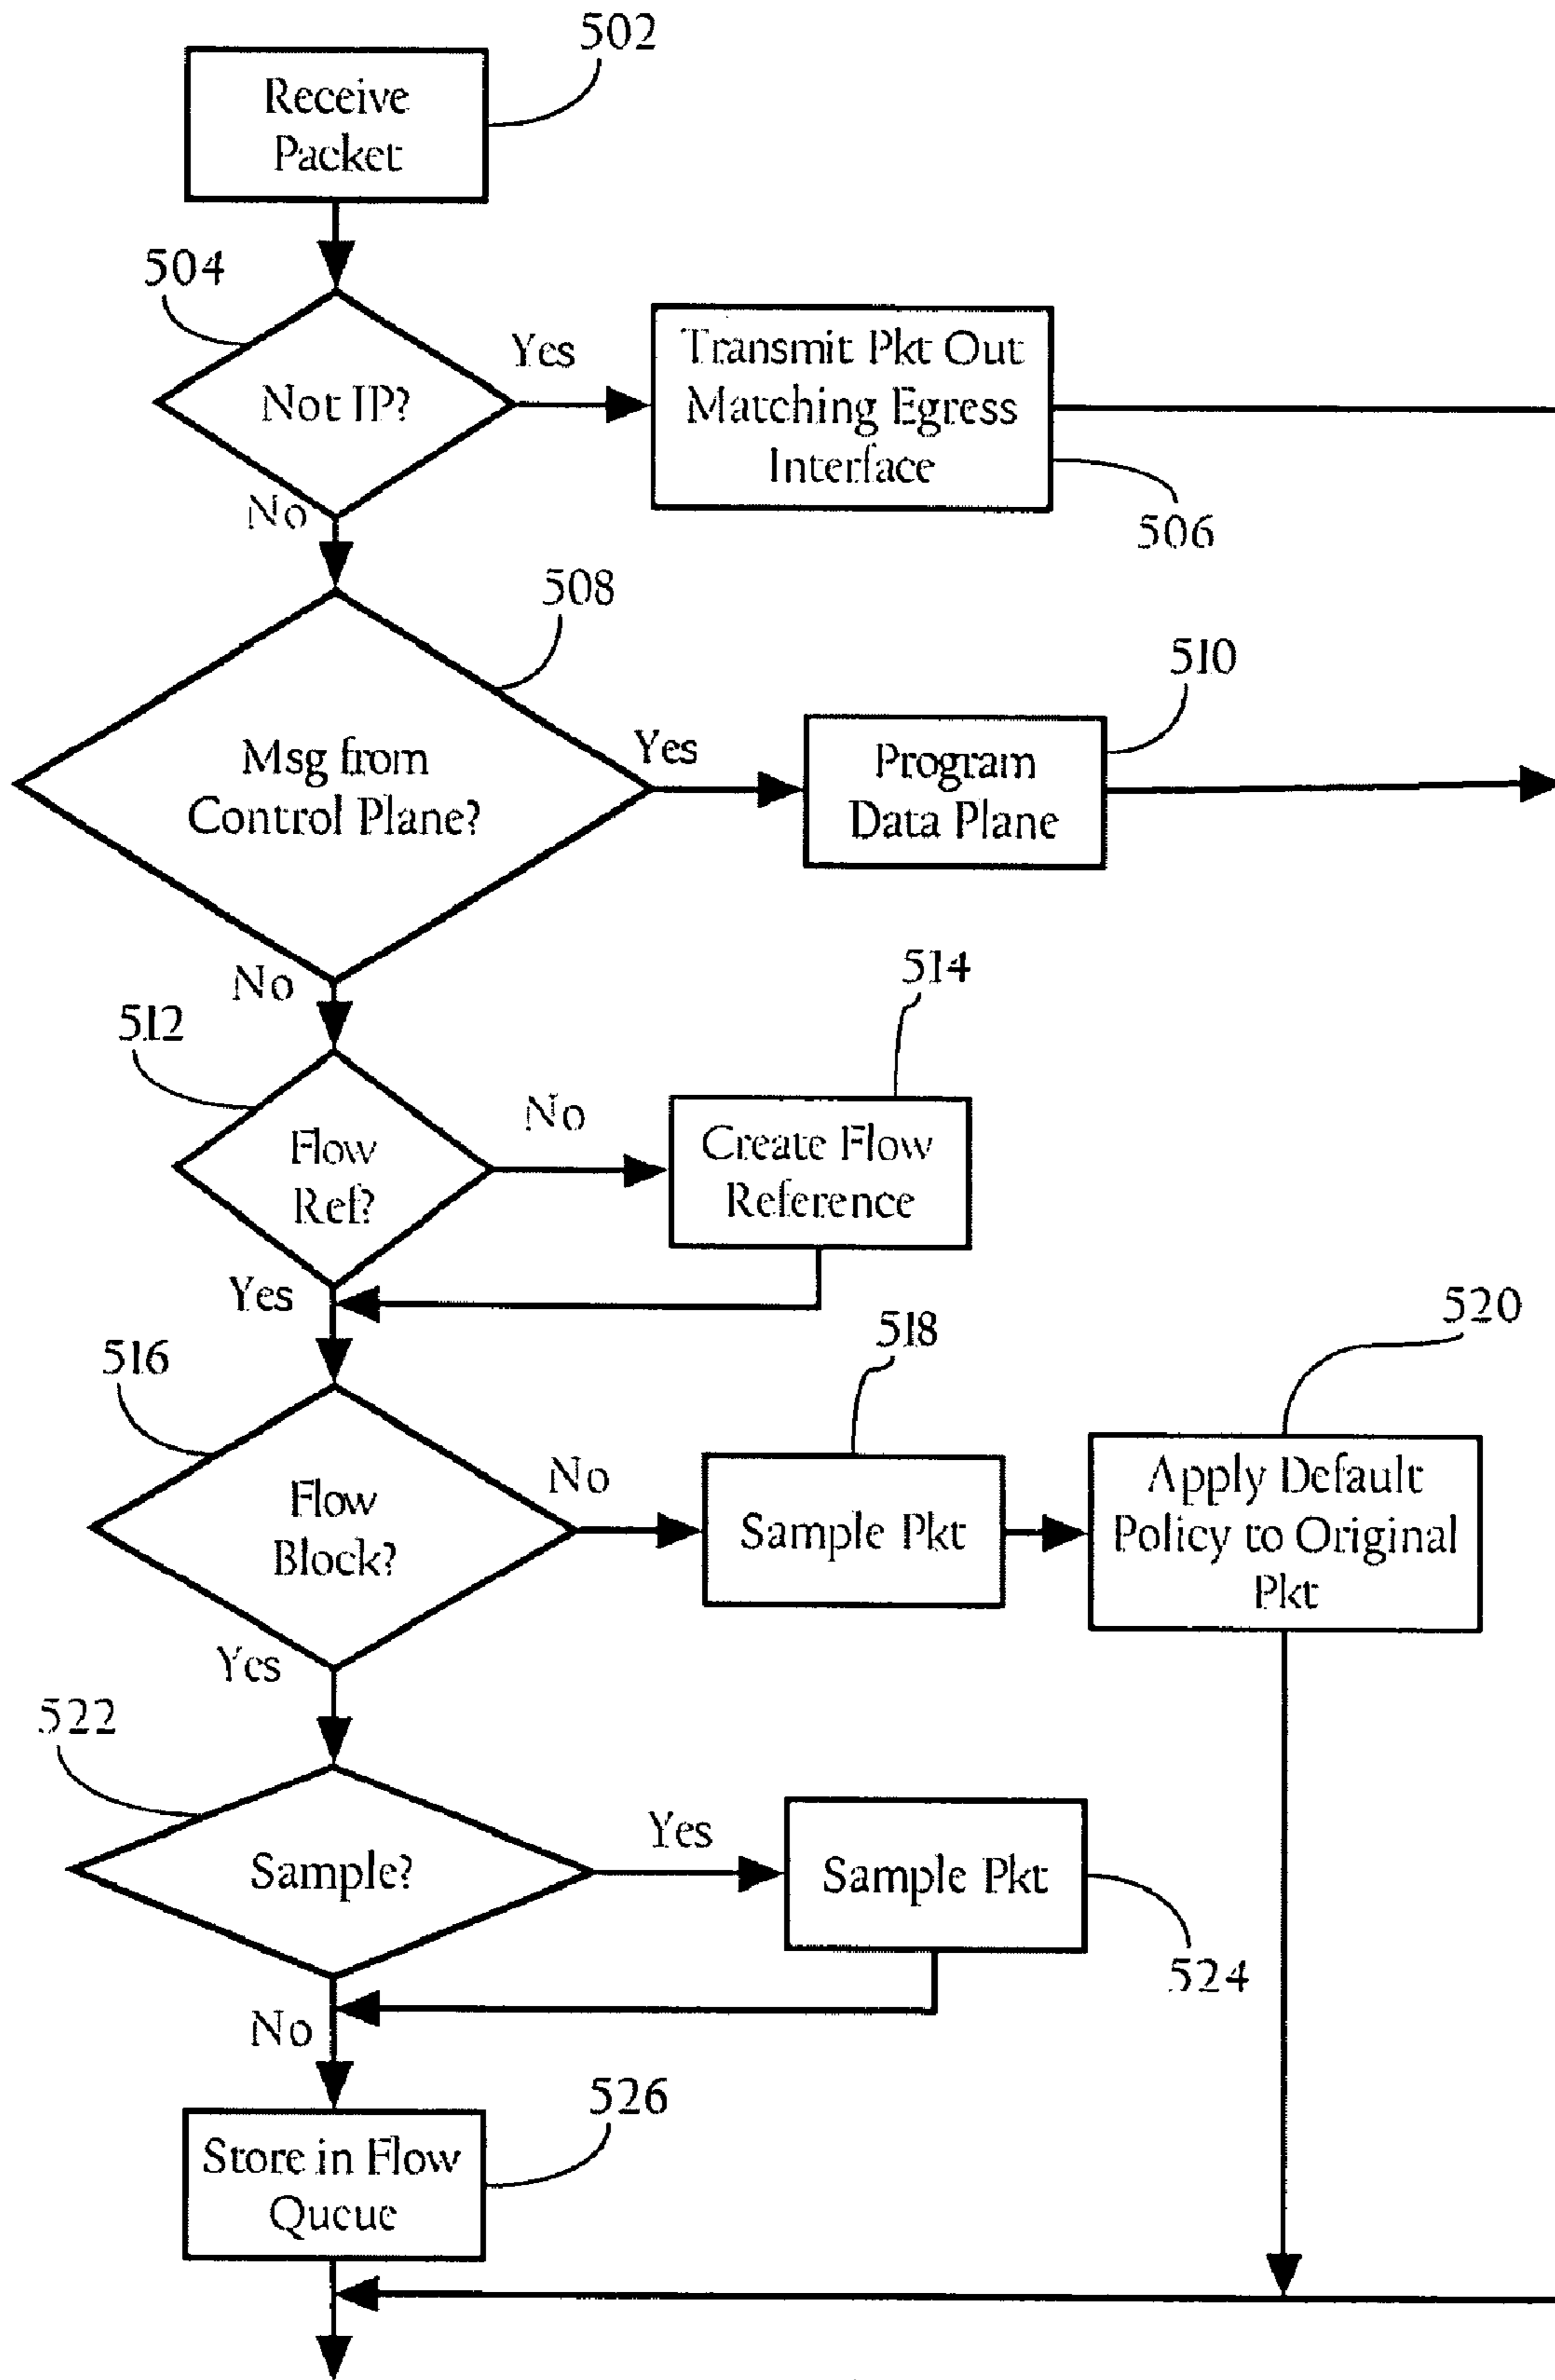 502
Receive
Packet
504
Not IP?
Yes
Transmit Pkt Out
Matching Egress
Interface
506
No
508
Msg from
Control Plane?
Yes
510
Program
Data Plane
No
512
Flow
Ref?
No
514
Create Flow
Reference
Yes
516
Flow
Block?
No
518
Sample Pkt
520
Apply Default
Policy to Original
Pkt
Yes
522
Sample?
Yes
Sample Pkt
524
No
526
Store in Flow
Queue